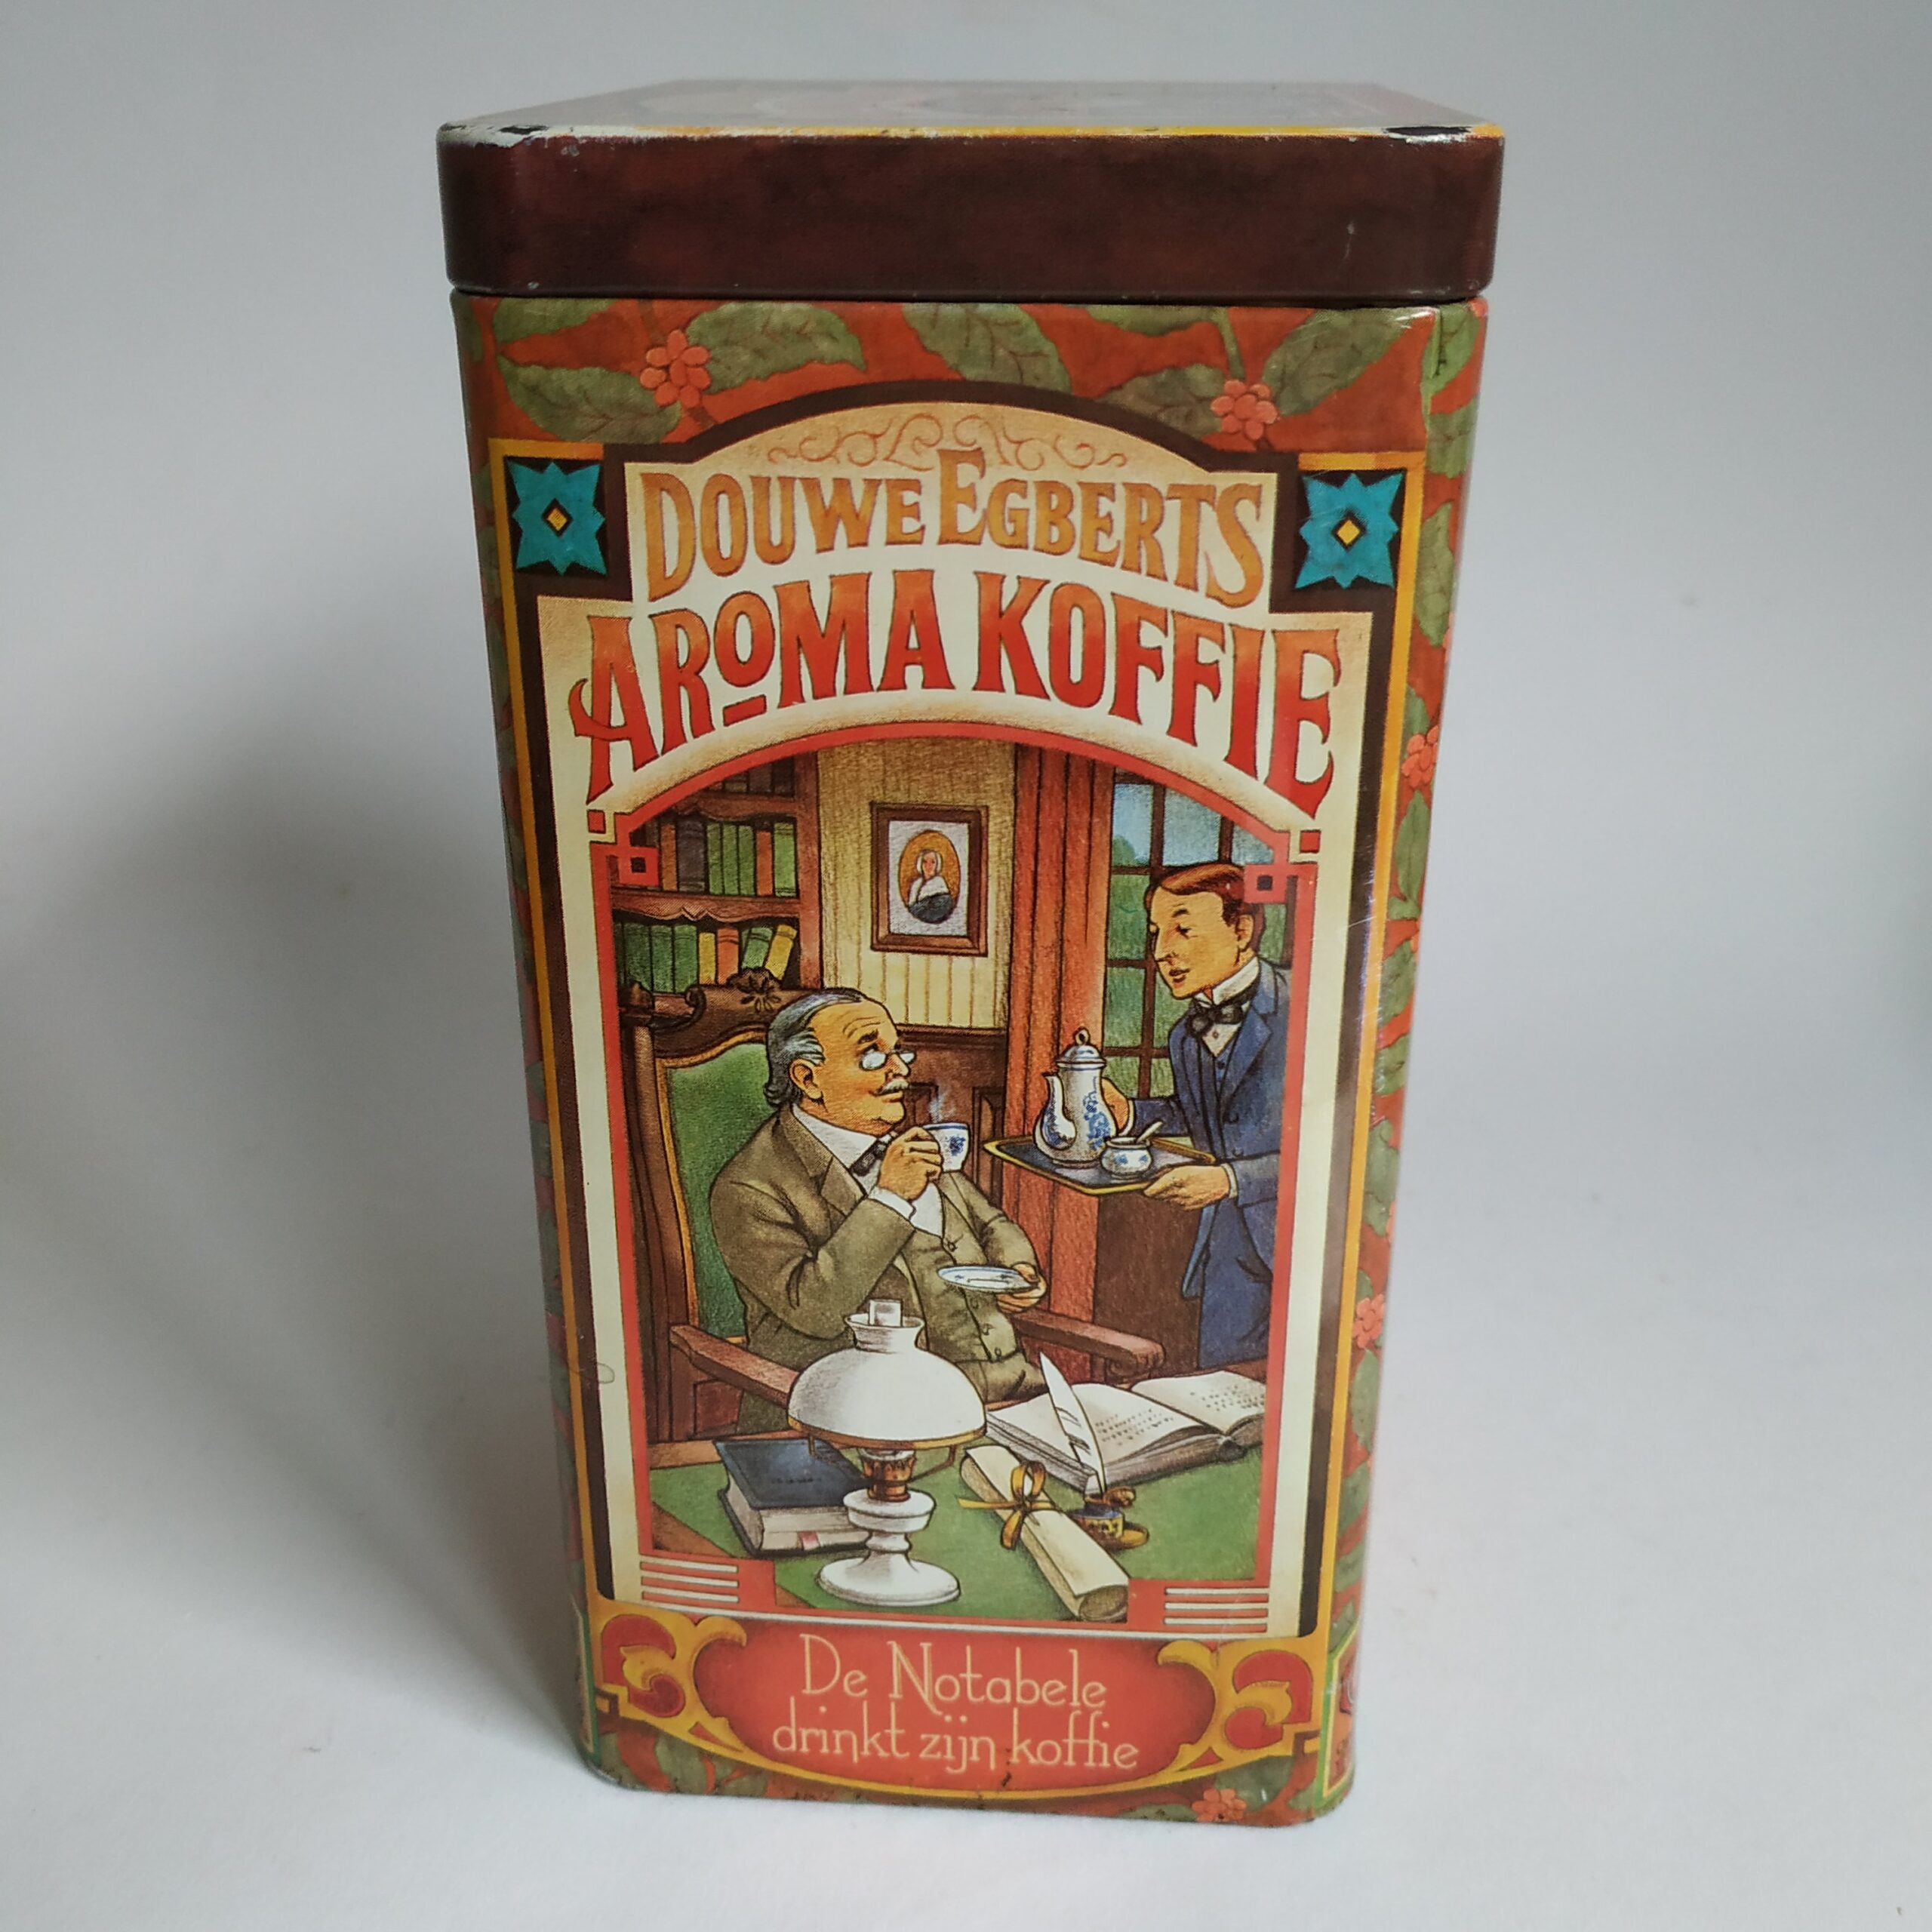 DOUWE EGBERTS
AROMA KOFFIE
De Notabele
drinkt zijn koffie